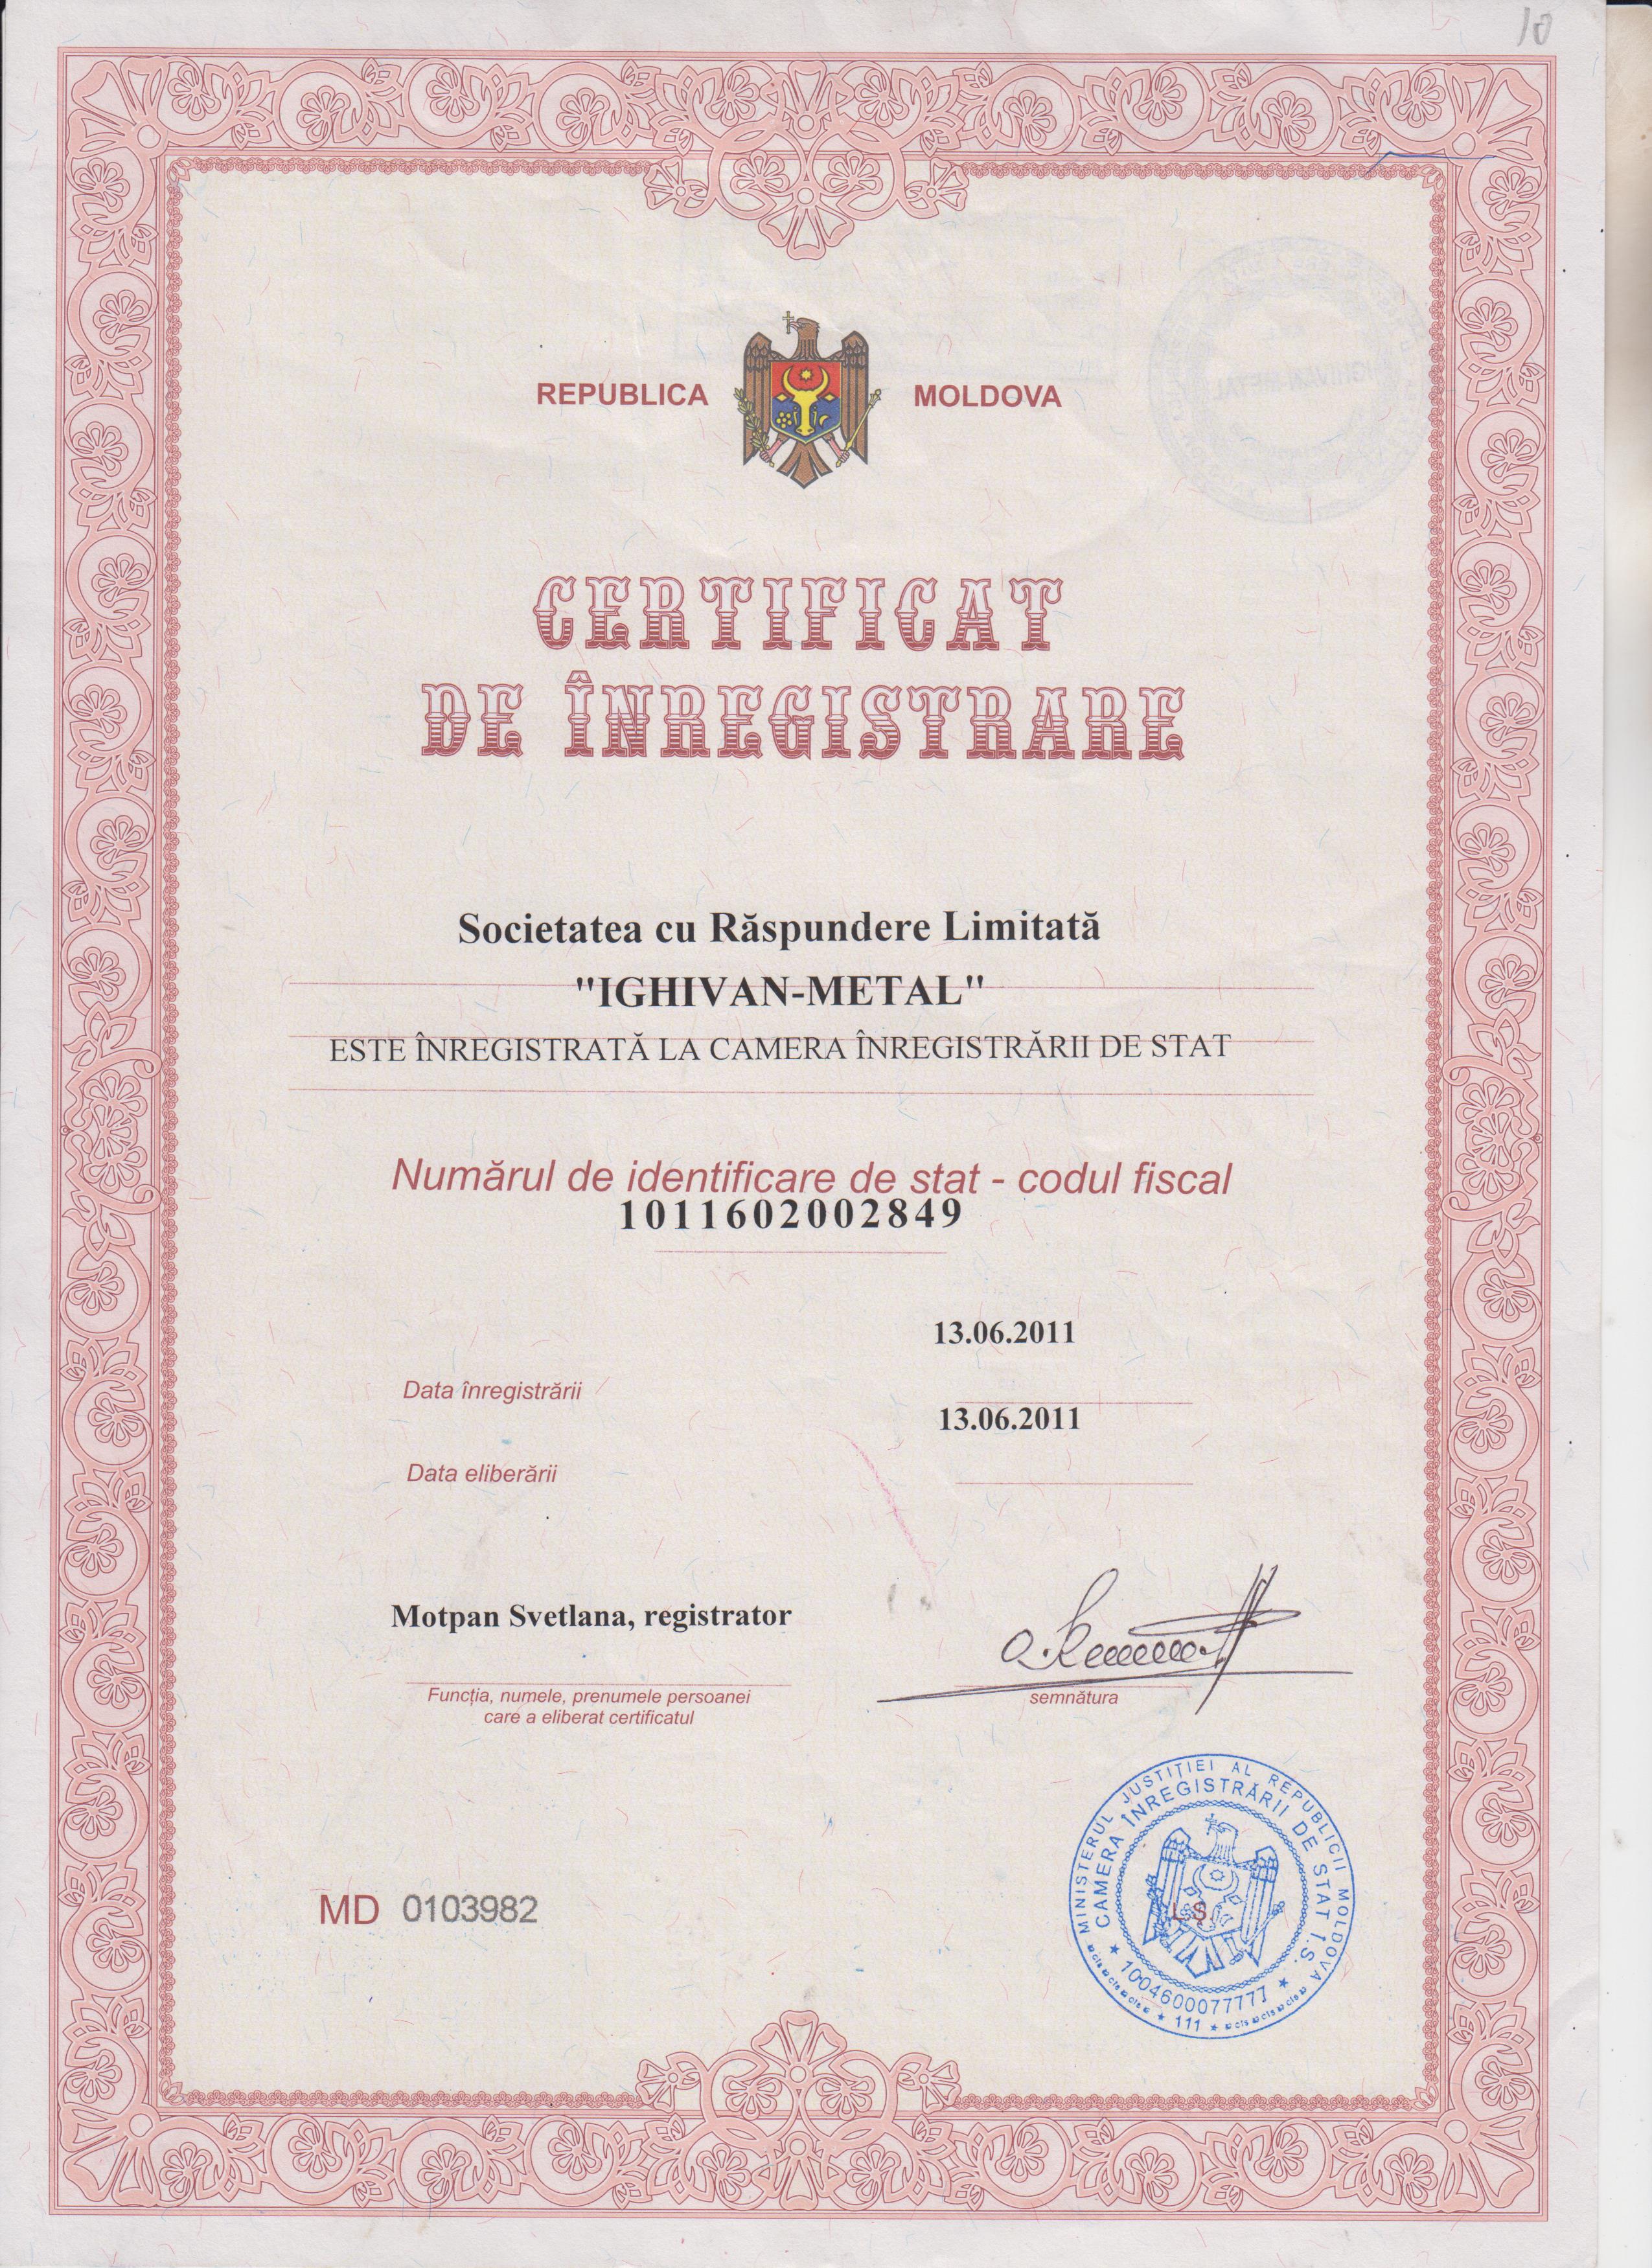 10
REPUBLICA MOLDOVA
CERTIFICAT
DE ÎNREGISTRARE
Societatea cu Răspundere Limitată
"IGHIVAN-METAL"
ESTE ÎNREGISTRATĂ LA CAMERA ÎNREGISTRĂRII DE STAT
Numărul de identificare de stat - codul fiscal
1011602002849
13.06.2011
Data înregistrării
13.06.2011
Data eliberării
Motpan Svetlana, registrator
Funcția, numele, prenumele persoanei
care a eliberat certificatul
semnătura
MINISTERUL JUSTIȚIEI AL REPUBLICII MOLDOVA
CAMERA ÎNREGISTRĂRII DE STAT Î.S.
L.Ș.
1004600077777
111
MD 0103982